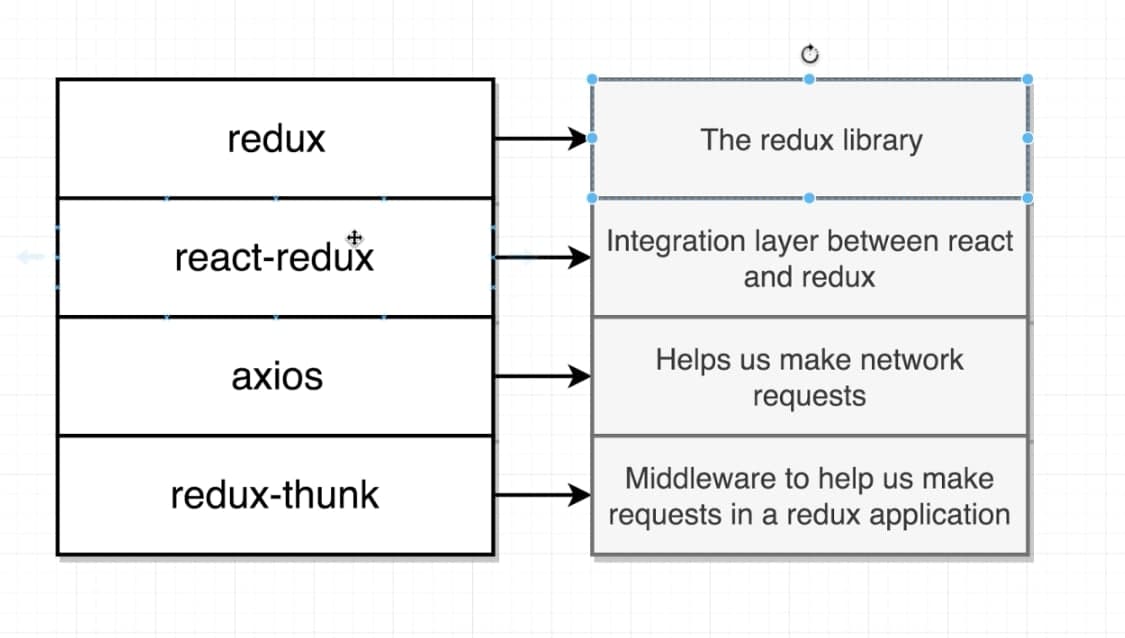 redux
The redux library
react-redux
Integration layer between react
and redux
axios
Helps us make network
requests
redux-thunk
Middleware to help us make
requests in a redux application